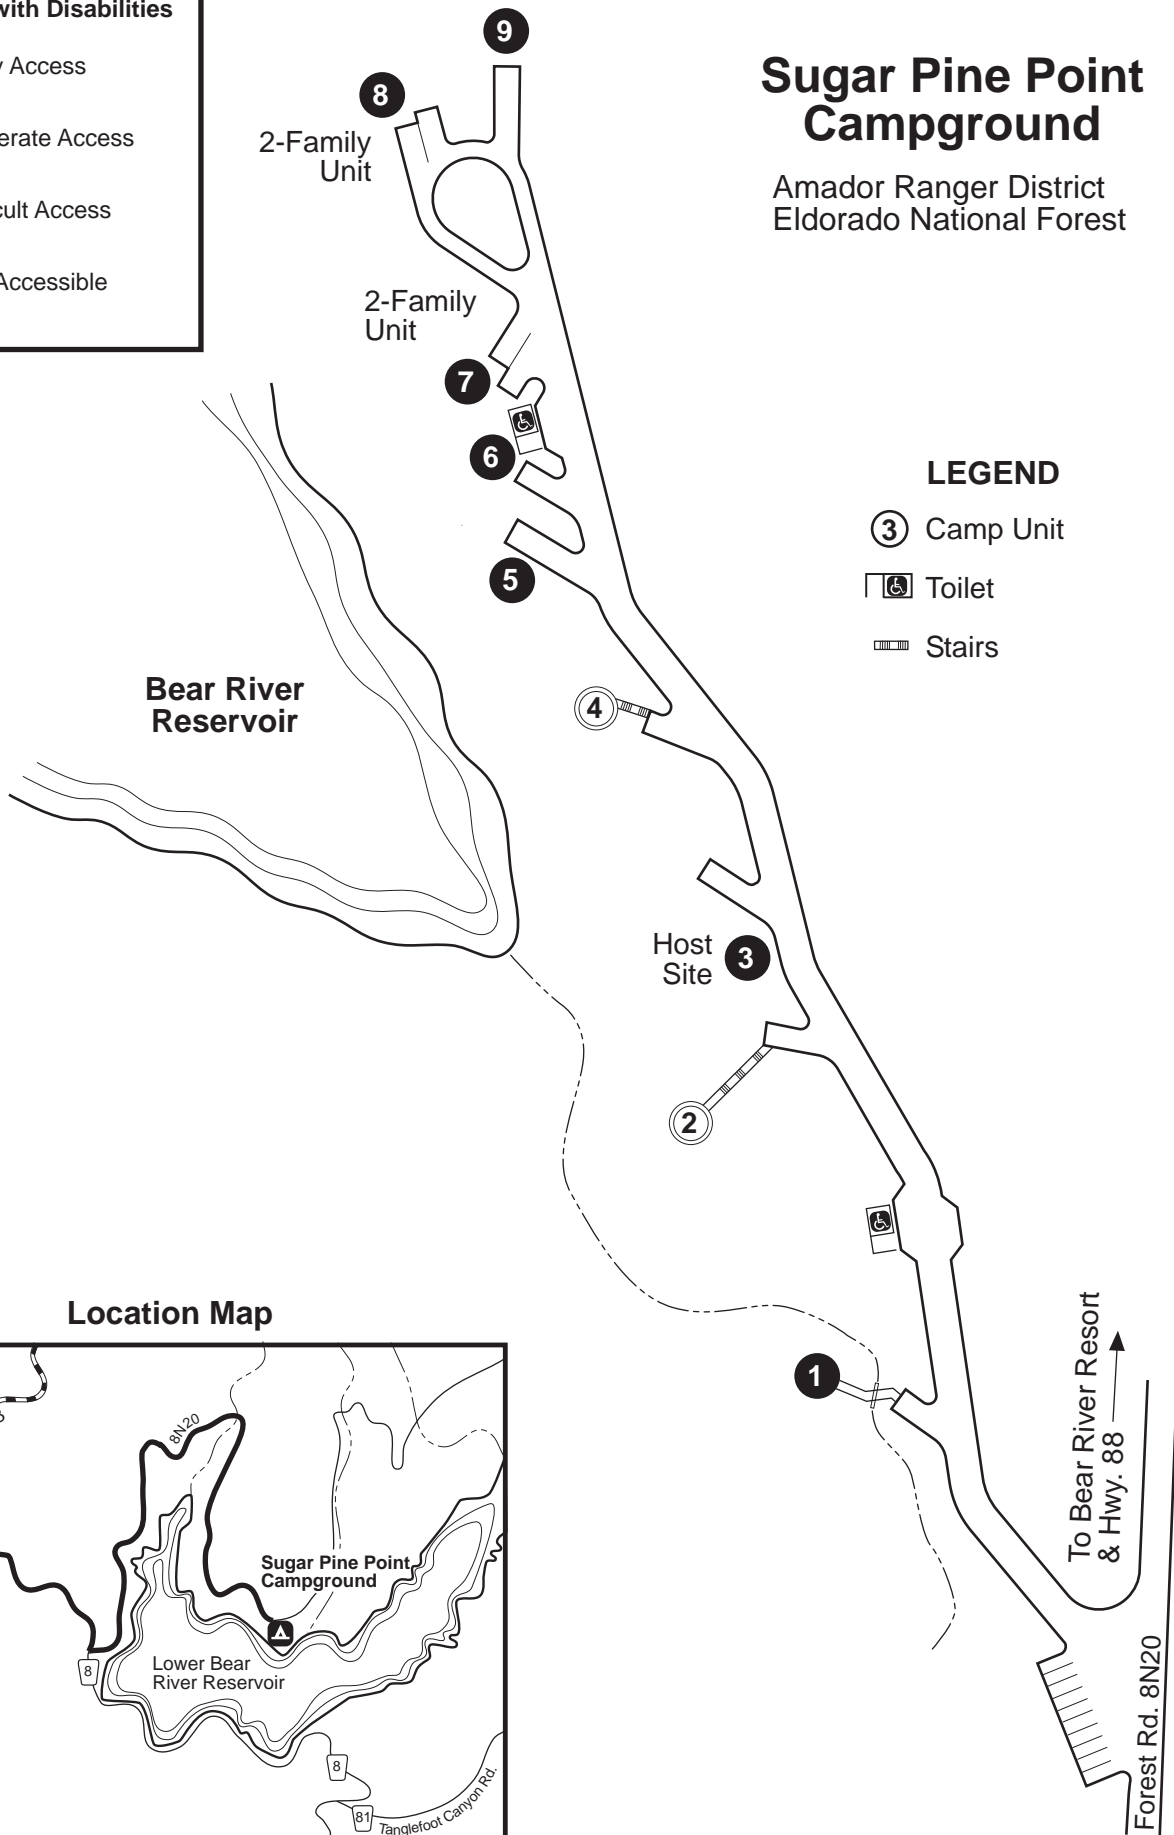 with Disabilities
Access
Access
Access
Accessible
Sugar Pine Point
Campground
Amador Ranger District
Eldorado National Forest
9
8
2-Family
Unit
2-Family
Unit
7
6
5
LEGEND
3 Camp Unit
Toilet
Stairs
Bear River
Reservoir
4
Host
Site
3
2
1
To Bear River Resort
& Hwy. 88
Forest Rd. 8N20
Location Map
8N20
Sugar Pine Point
Campground
Lower Bear
River Reservoir
8
8
81
Tanglefoot Canyon Rd.